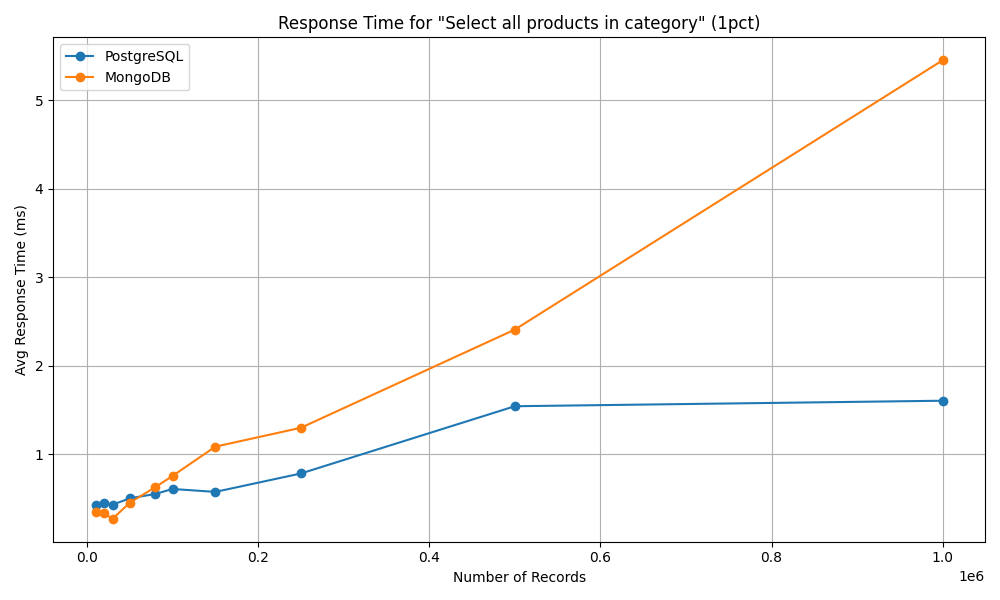 Response Time for "Select all products in category" (1pct)
PostgreSQL
MongoDB
Avg Response Time (ms)
5
4
3
2
1
0.0 0.2 0.4 0.6 0.8 1.0
1e6
Number of Records